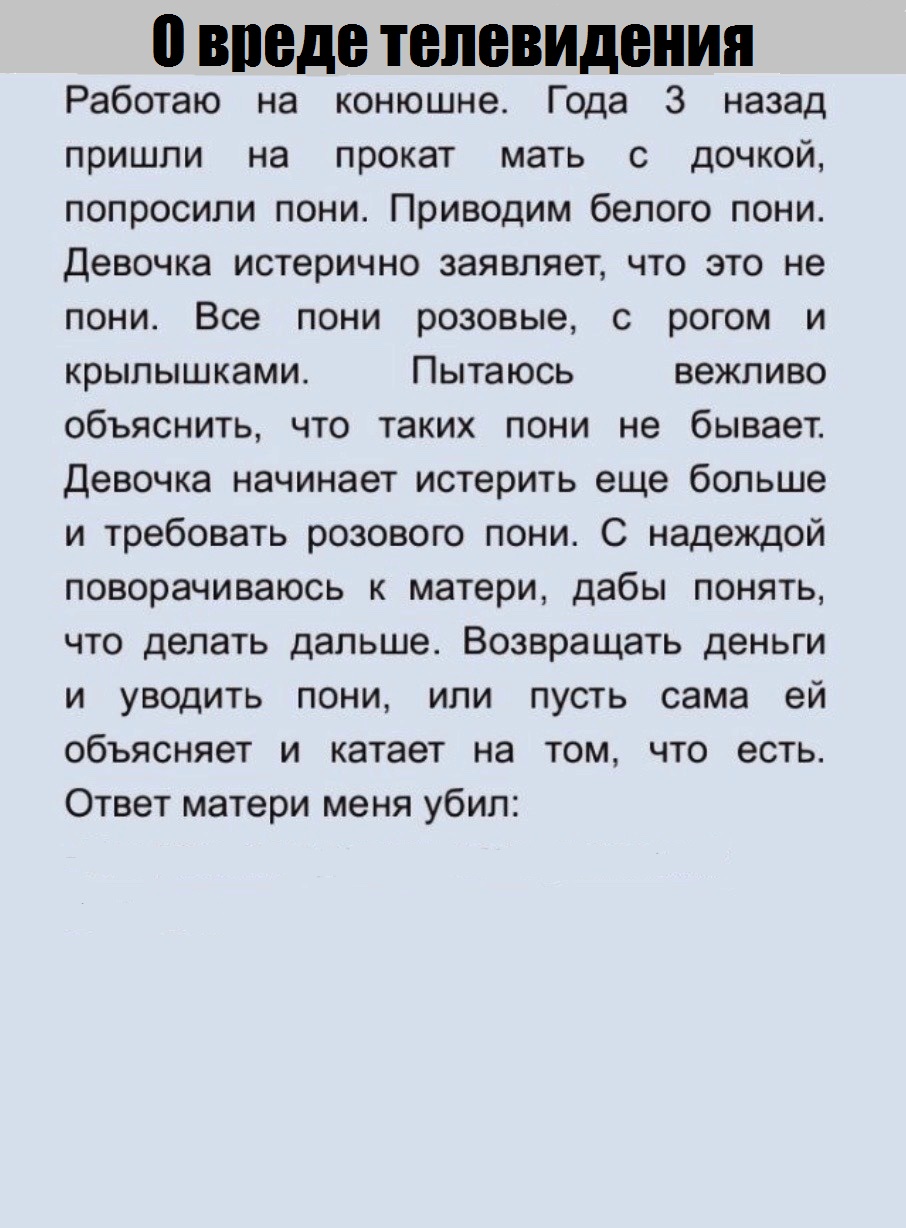 О вреде телевидения
Работаю на конюшне. Года 3 назад
пришли на прокат мать с дочкой,
попросили пони. Приводим белого пони.
Девочка истерично заявляет, что это не
пони. Все пони розовые, с рогом и
крылышками. Пытаюсь вежливо
объяснить, что таких пони не бывает.
Девочка начинает истерить еще больше
и требовать розового пони. С надеждой
поворачиваюсь к матери, дабы понять,
что делать дальше. Возвращать деньги
и уводить пони, или пусть сама ей
объясняет и катает на том, что есть.
Ответ матери меня убил: